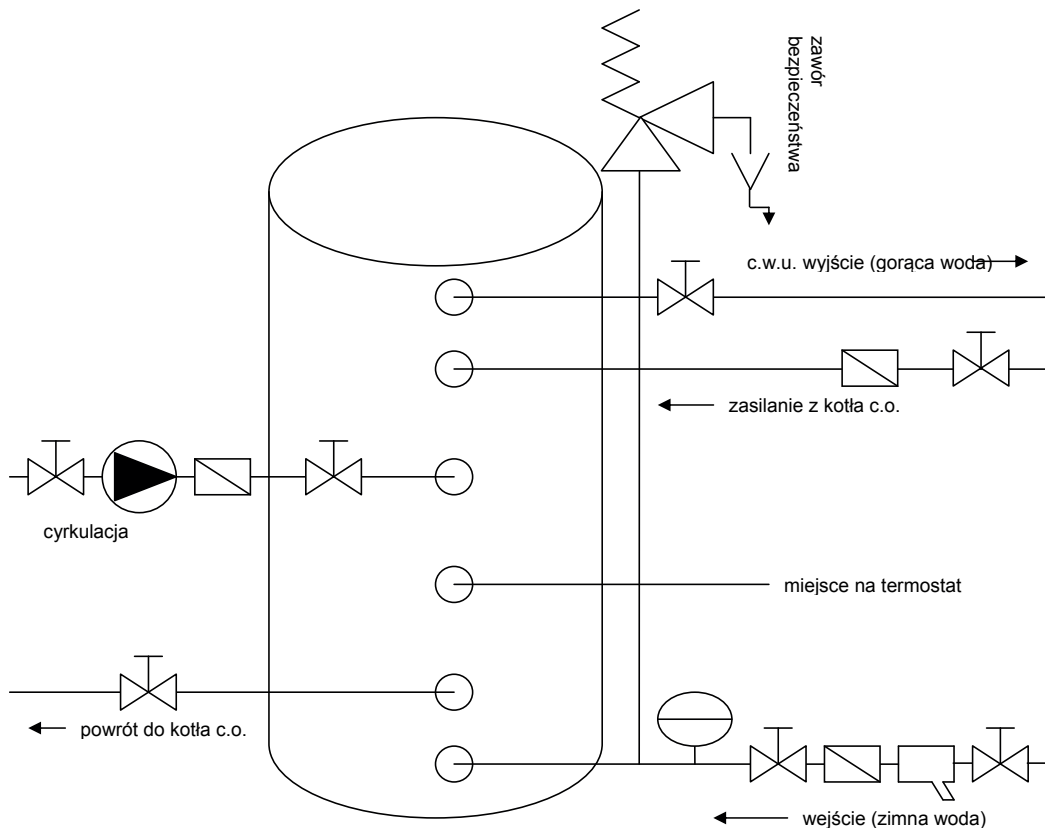 zawór
bezpieczeństwa
c.w.u. wyjście (gorąca woda)
zasilanie z kotła c.o.
cyrkulacja
miejsce na termostat
powrót do kotła c.o.
wejście (zimna woda)